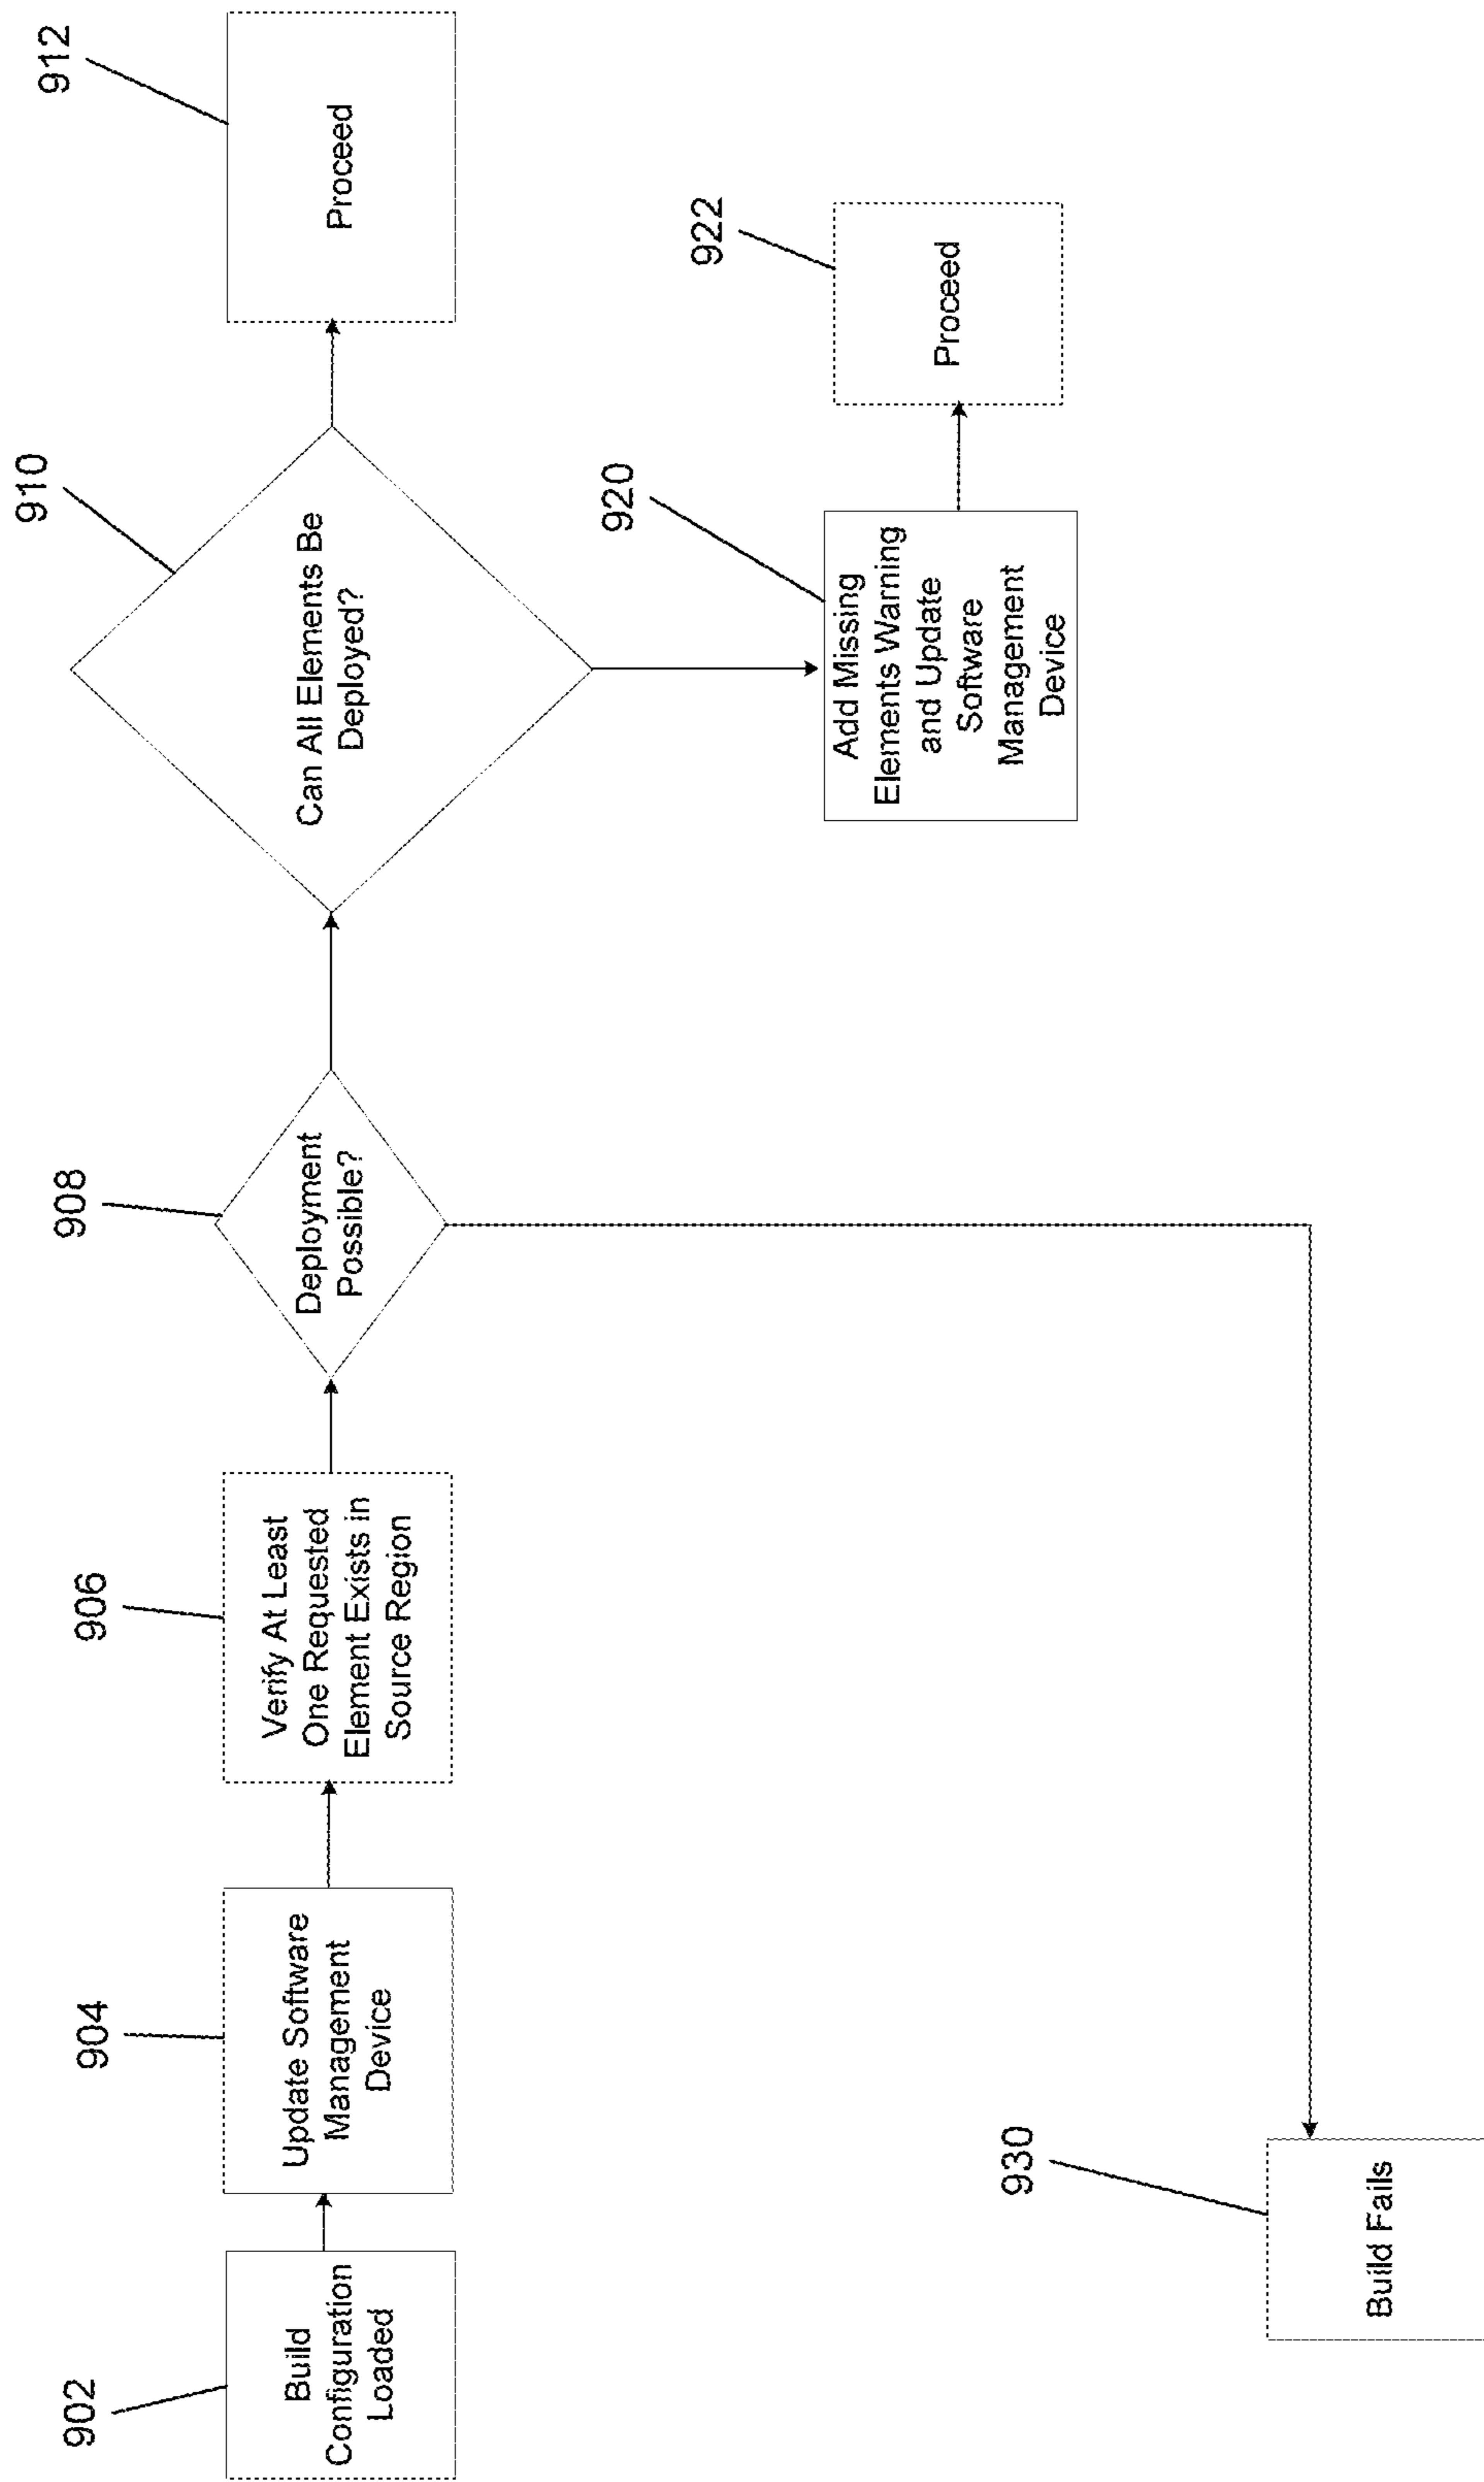 902
Build
Configuration
Loaded
904
Update Software
Management
Device
906
Verify At Least
One Requested
Element Exists in
Source Region
908
Deployment
Possible?
910
Can All Elements Be
Deployed?
912
Proceed
920
Add Missing
Elements Warning
and Update
Software
Management
Device
922
Proceed
930
Build Fails